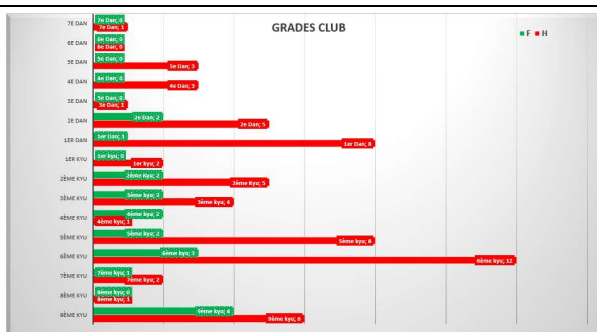 GRADES CLUB
F H
7E DAN
7e Dan; 0
7e Dan; 1
6E DAN
6e Dan; 0
6e Dan; 0
5E DAN
5e Dan; 0
5e Dan; 3
4E DAN
4e Dan; 0
4e Dan; 3
3E DAN
3e Dan; 0
3e Dan; 1
2E DAN
2e Dan; 2
2e Dan; 5
1ER DAN
1er Dan; 1
1er Dan; 8
1ER KYU
1er kyu; 0
1er kyu; 2
2ÈME KYU
2ème Kyu; 2
2ème Kyu; 5
3ÈME KYU
3ème kyu; 2
3ème kyu; 4
4ÈME KYU
4ème kyu; 2
4ème kyu; 1
5ÈME KYU
5ème kyu; 2
5ème kyu; 8
6ÈME KYU
6ème kyu; 3
6ème kyu; 12
7ÈME KYU
7ème kyu; 1
7ème kyu; 2
8ÈME KYU
8ème kyu; 0
8ème kyu; 1
9ÈME KYU
9ème kyu; 4
9ème kyu; 6